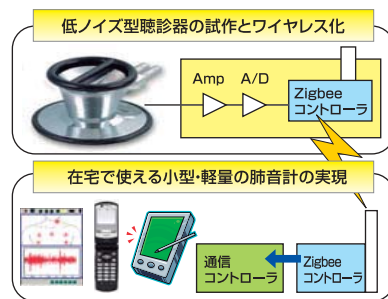 低ノイズ型聴診器の試作とワイヤレス化
Amp
A/D
Zigbee
コントローラ
在宅で使える小型・軽量の肺音計の実現
通信
コントローラ
Zigbee
コントローラ